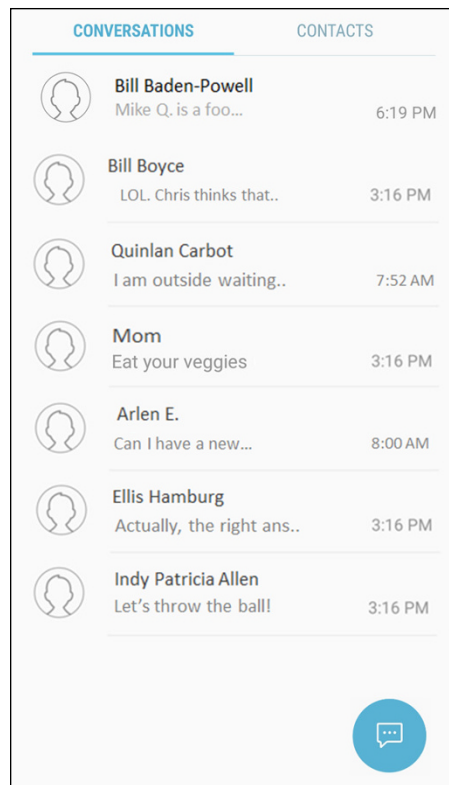 CONVERSATIONS CONTACTS
Bill Baden-Powell
Mike Q. is a foo... 6:19 PM
Bill Boyce
LOL. Chris thinks that.. 3:16 PM
Quinlan Carbot
I am outside waiting.. 7:52 AM
Mom
Eat your veggies 3:16 PM
Arlen E.
Can I have a new... 8:00 AM
Ellis Hamburg
Actually, the right ans.. 3:16 PM
Indy Patricia Allen
Let's throw the ball! 3:16 PM